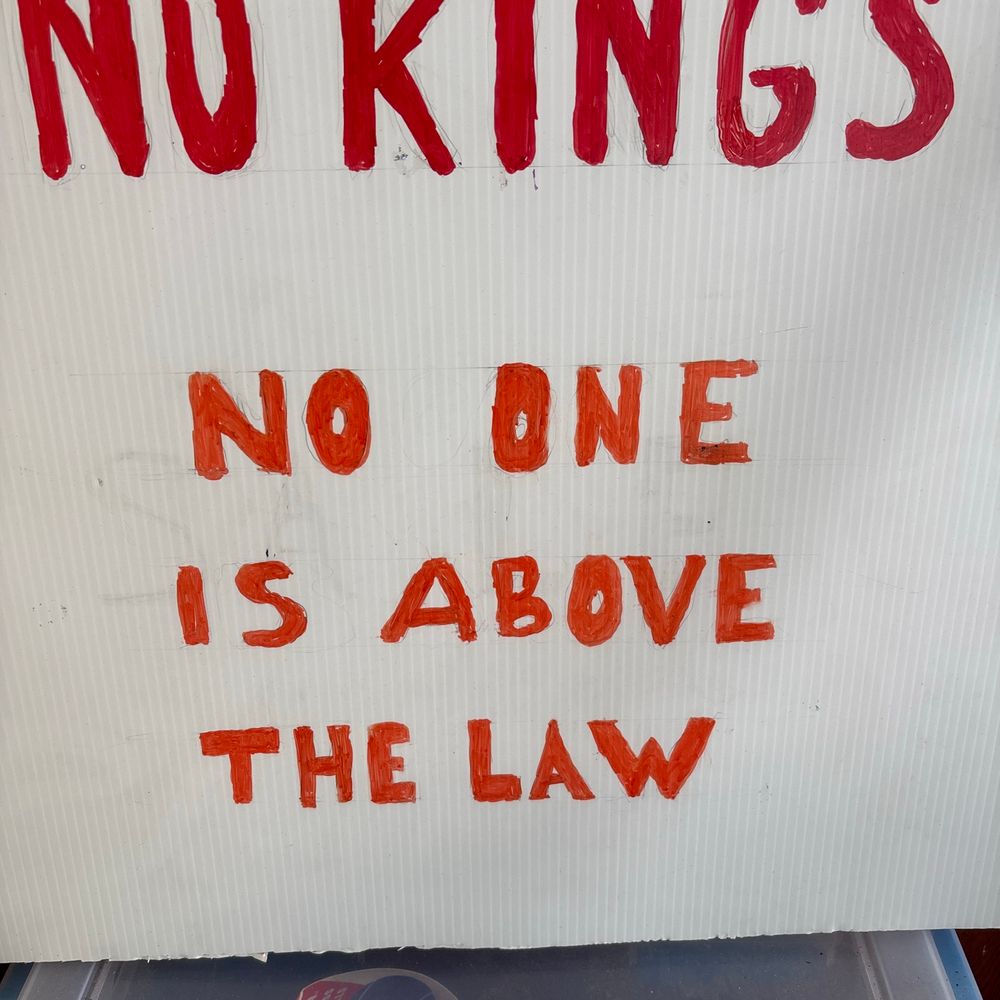 NO KINGS
NO ONE
IS ABOVE
THE LAW